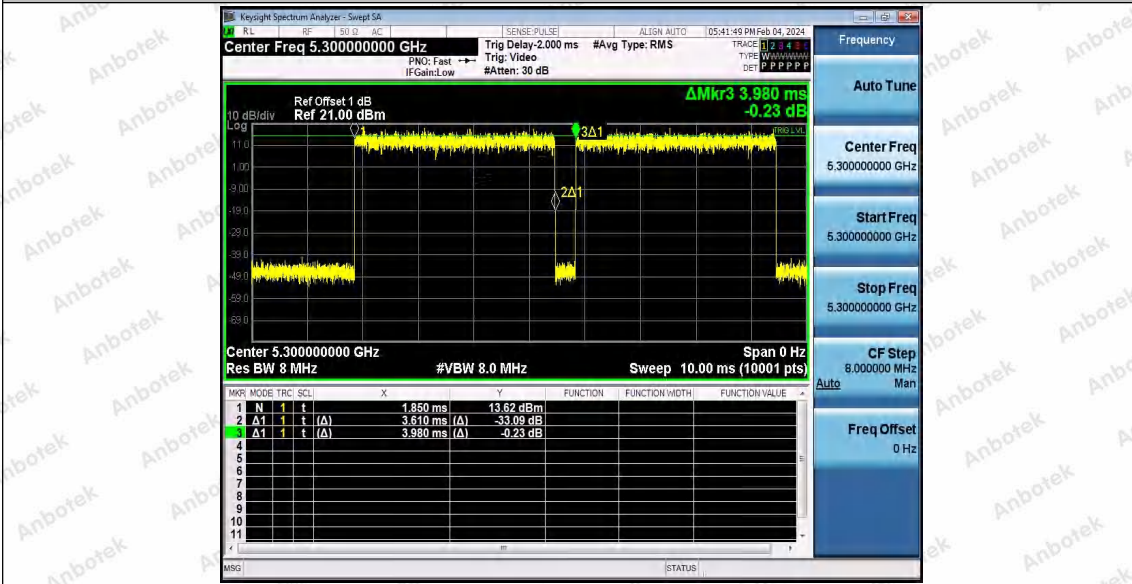 Keysight Spectrum Analyzer - Swept SA
RL RF 50 Ω AC SENSE:PULSE ALIGN AUTO 05:41:49 PM Feb 04, 2024
Center Freq 5.300000000 GHz
PNO: Fast
IFGain:Low
Trig Delay-2.000 ms
Trig: Video
#Atten: 30 dB
#Avg Type: RMS
TRACE 1 2 3 4 5 6
TYPE WWWWWW
DET P P P P P P
Frequency
Auto Tune
Center Freq
5.300000000 GHz
Start Freq
5.300000000 GHz
Stop Freq
5.300000000 GHz
CF Step
8.000000 MHz
Auto Man
Freq Offset
0 Hz
ΔMkr3 3.980 ms
-0.23 dB
Ref Offset 1 dB
10 dB/div Ref 21.00 dBm
Log
11.0
1.00
-9.00
-19.0
-29.0
-39.0
-49.0
-59.0
-69.0
1
3Δ1
TRIG LVL
2Δ1
Center 5.300000000 GHz Span 0 Hz
Res BW 8 MHz #VBW 8.0 MHz Sweep 10.00 ms (10001 pts)
MKR MODE TRC SCL X Y FUNCTION FUNCTION WIDTH FUNCTION VALUE
1 N 1 t 1.850 ms 13.62 dBm
2 Δ1 1 t (Δ) 3.610 ms (Δ) -33.09 dB
3 Δ1 1 t (Δ) 3.980 ms (Δ) -0.23 dB
4
5
6
7
8
9
10
11
MSG STATUS
Anbotek